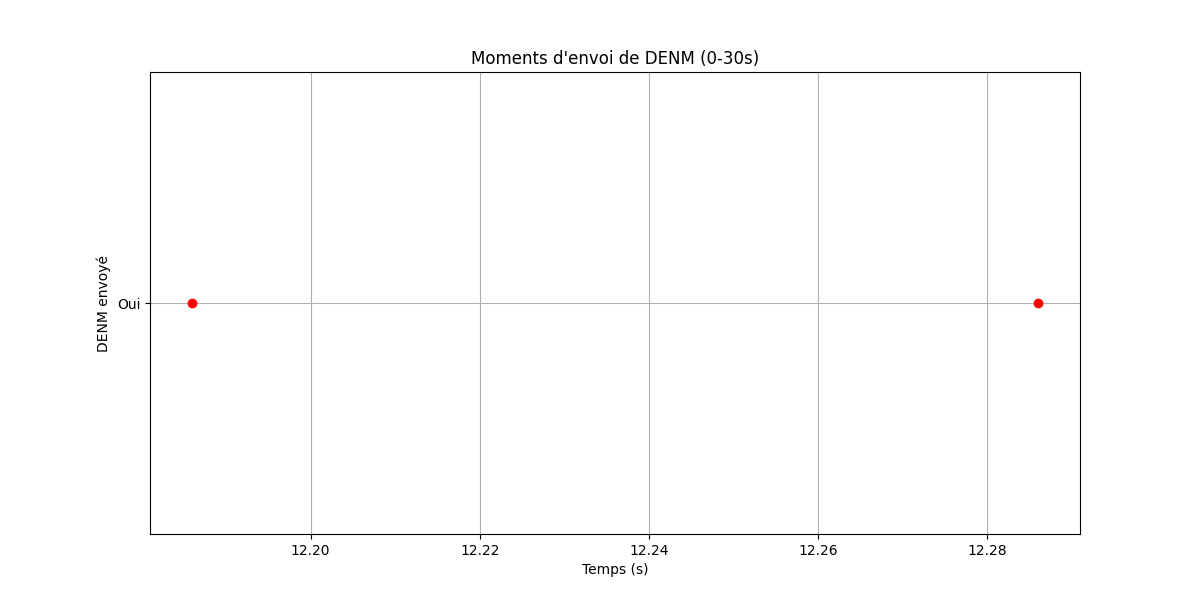 Moments d'envoi de DENM (0-30s)
DENM envoyé
Oui
12.20 12.22 12.24 12.26 12.28
Temps (s)